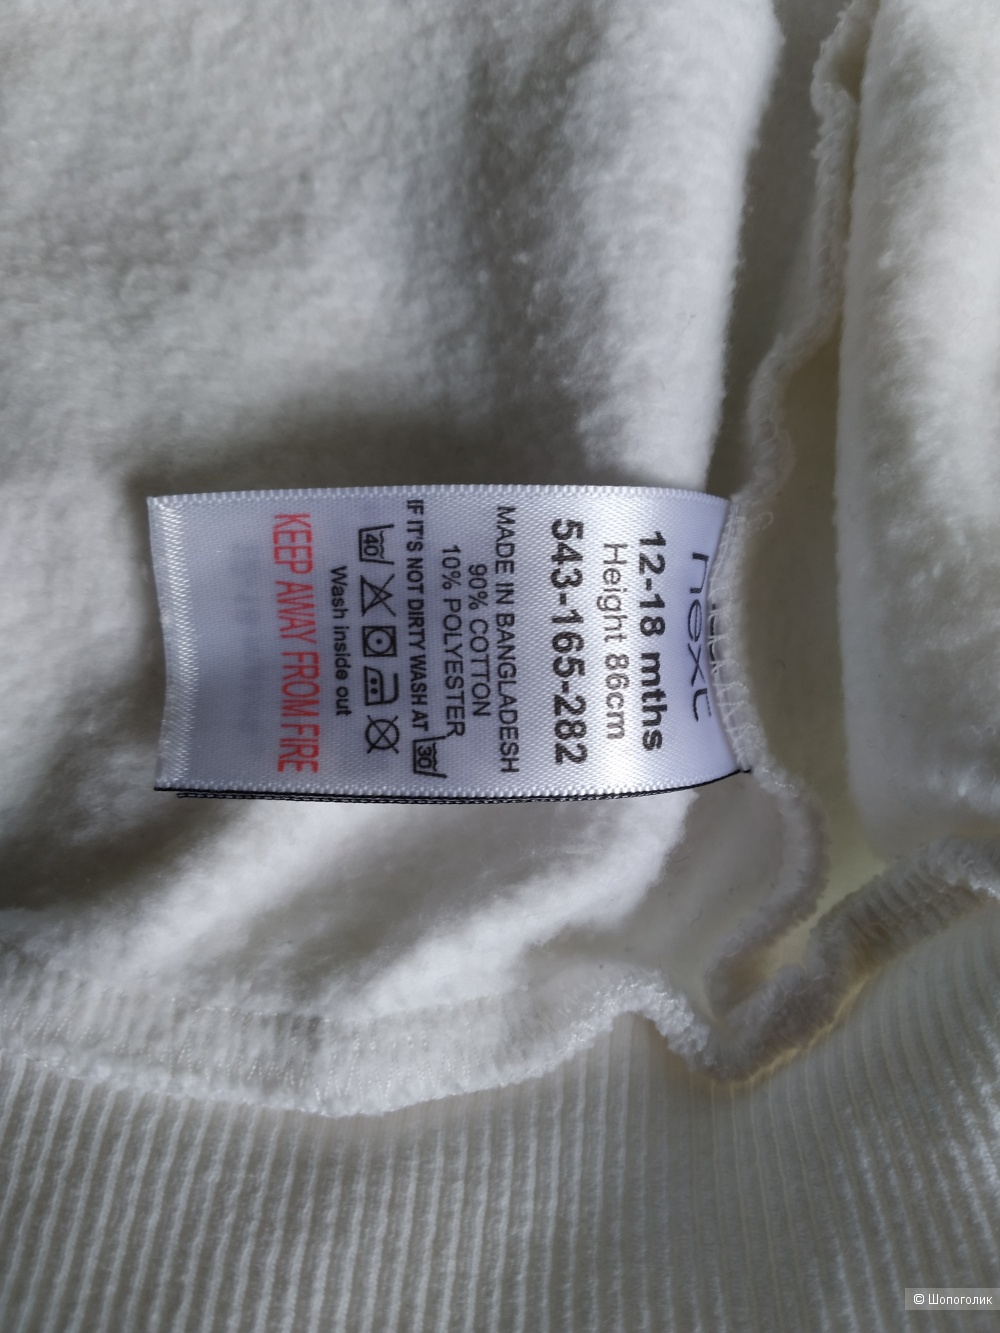 next
12-18 mths
Height 86cm
543-165-282
MADE IN BANGLADESH
90% COTTON
10% POLYESTER
IF IT'S NOT DIRTY WASH AT 30
40
Wash inside out
KEEP AWAY FROM FIRE
© Шопоголик